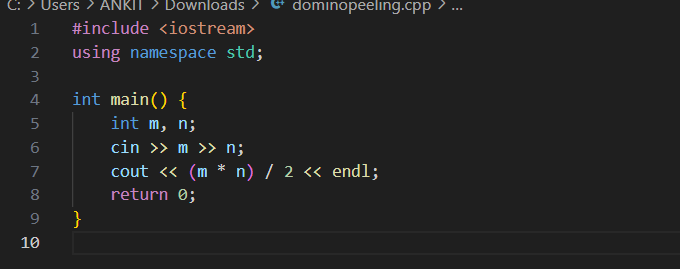 C: > Users > ANKIT > Downloads > dominopeeling.cpp > ...
1 #include <iostream>
2 using namespace std;
3
4 int main() {
5     int m, n;
6     cin >> m >> n;
7     cout << (m * n) / 2 << endl;
8     return 0;
9 }
10